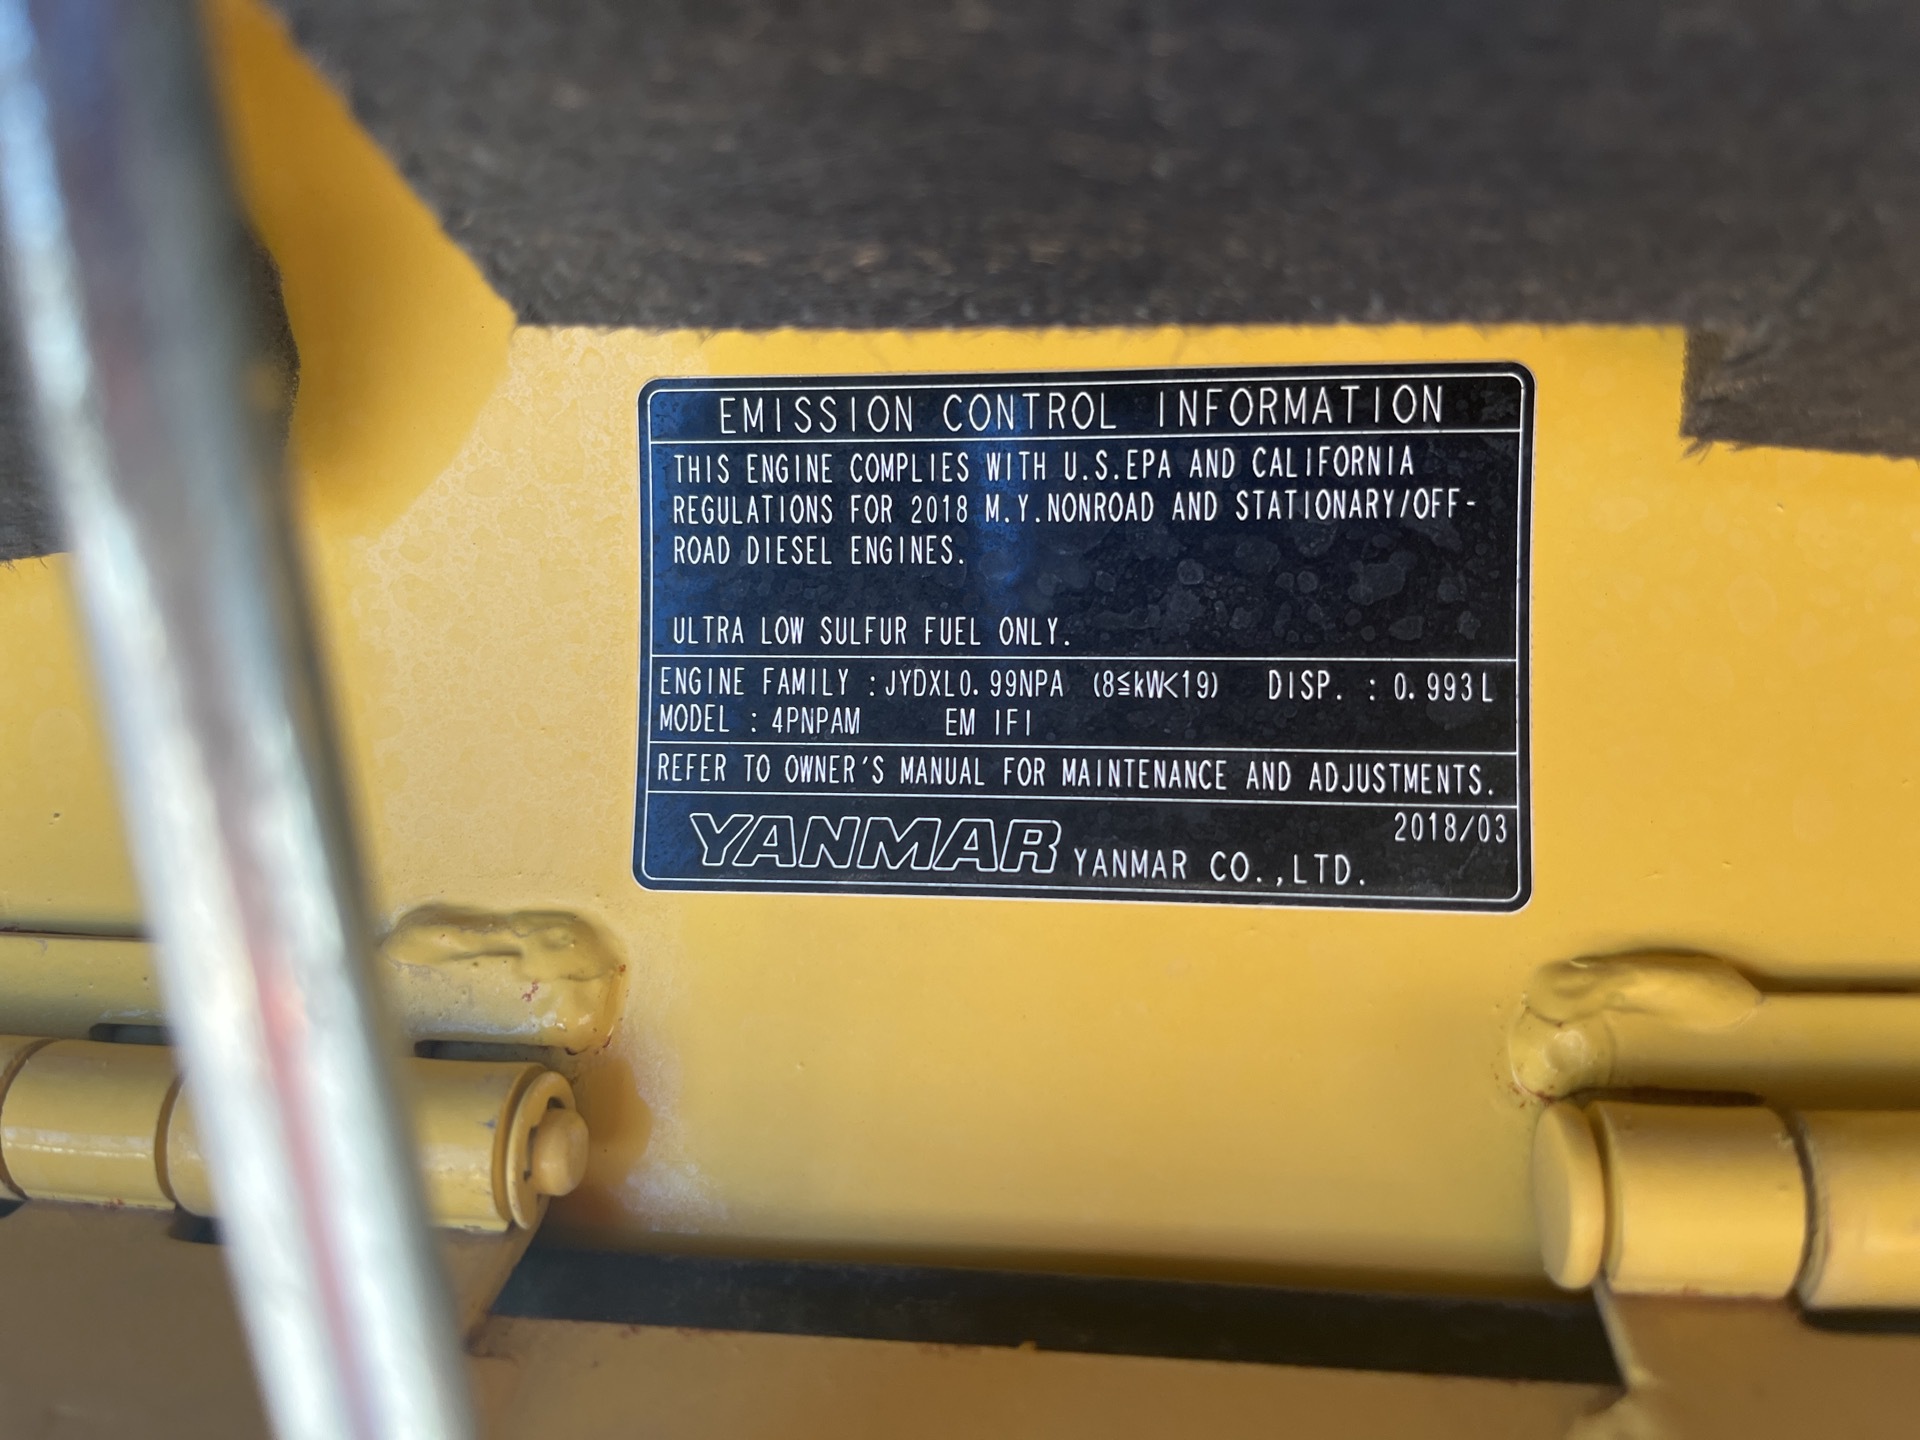 EMISSION CONTROL INFORMATION
THIS ENGINE COMPLIES WITH U.S.EPA AND CALIFORNIA
REGULATIONS FOR 2018 M.Y.NONROAD AND STATIONARY/OFF-
ROAD DIESEL ENGINES.
ULTRA LOW SULFUR FUEL ONLY.
ENGINE FAMILY :JYDXL0.99NPA (8≦kW<19) DISP. : 0.993L
MODEL : 4PNPAM EM IFI
REFER TO OWNER'S MANUAL FOR MAINTENANCE AND ADJUSTMENTS.
2018/03
YANMAR YANMAR CO.,LTD.